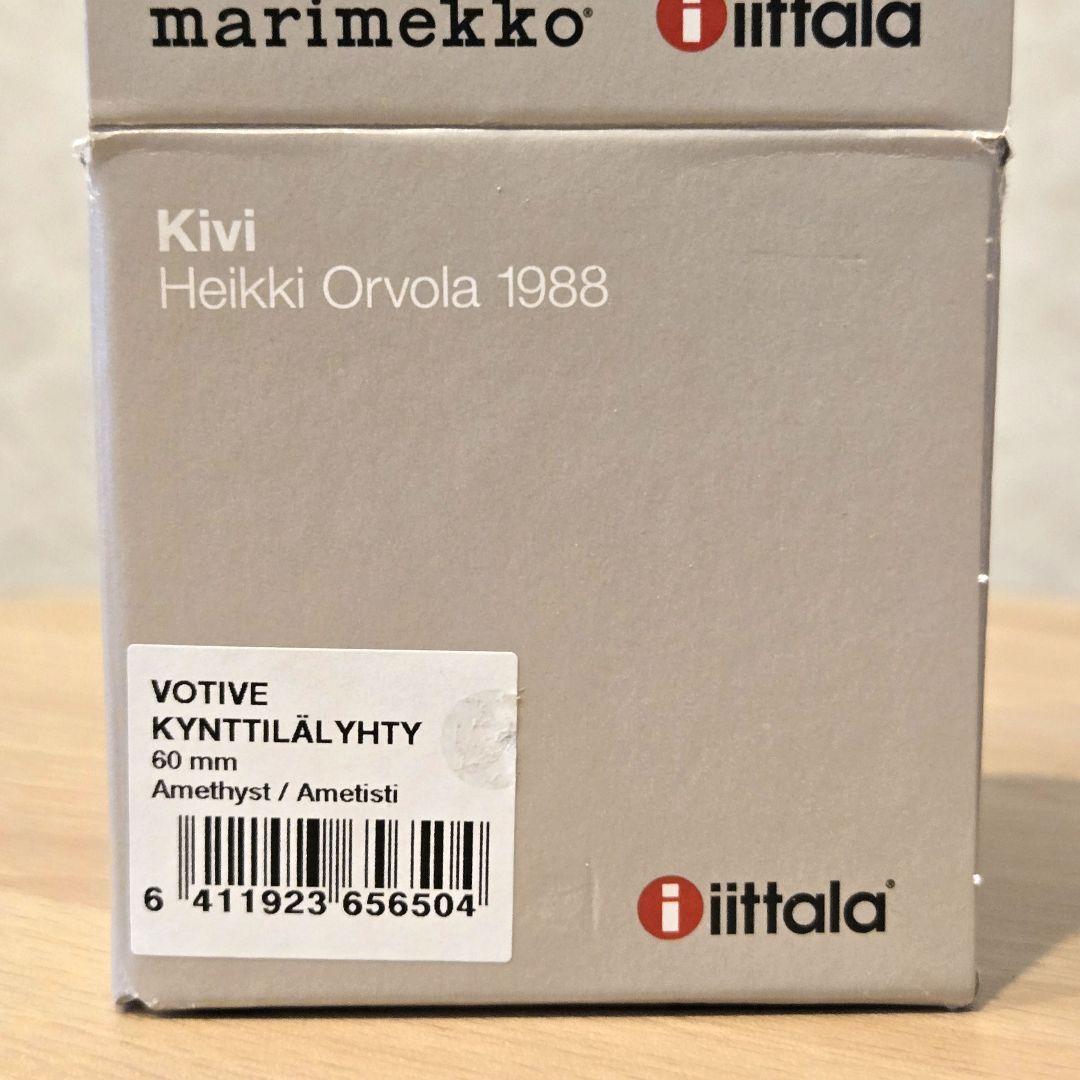 marimekko®
iittala
Kivi
Heikki Orvola 1988
VOTIVE
KYNTTILÄLYHTY
60 mm
Amethyst / Ametisti
6 411923 656504
i iittala®